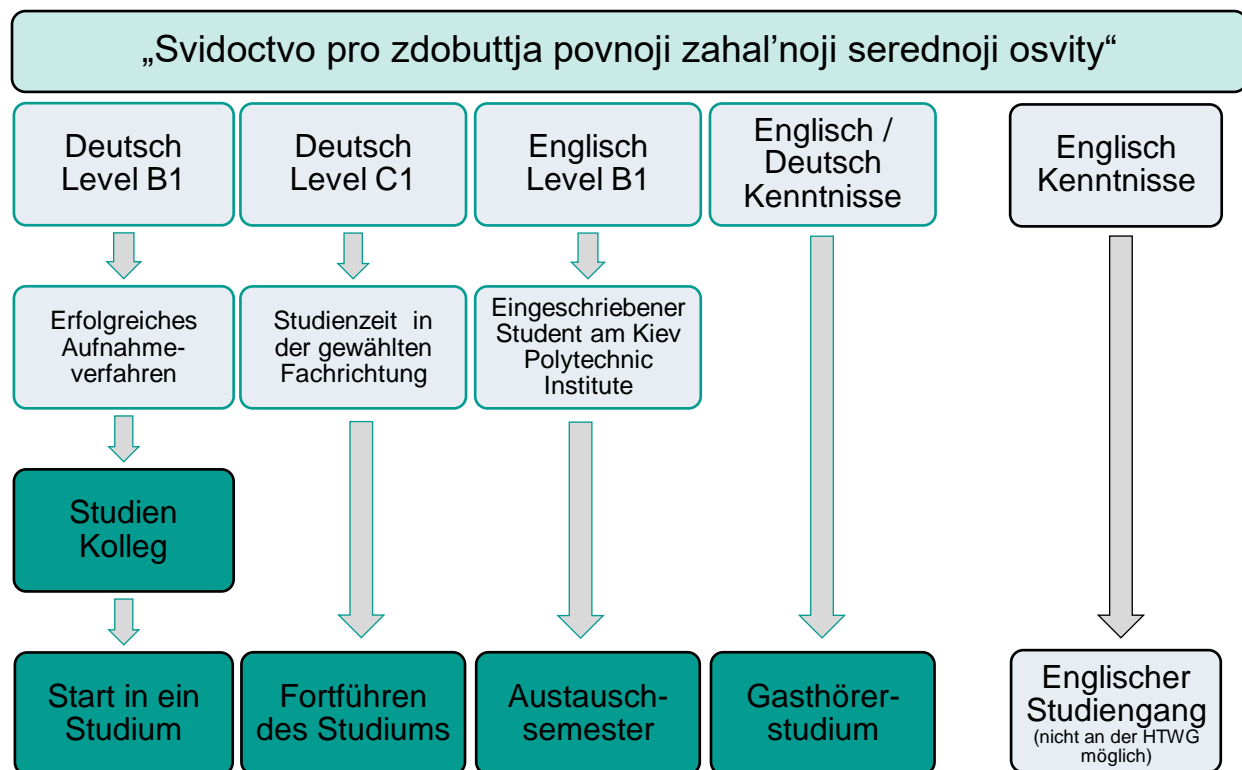 „Svidoctvo pro zdobuttja povnoji zahal’noji serednoji osvity“
Deutsch
Level B1
Deutsch
Level C1
Englisch
Level B1
Englisch /
Deutsch
Kenntnisse
Englisch
Kenntnisse
Erfolgreiches
Aufnahme-
verfahren
Studienzeit in
der gewählten
Fachrichtung
Eingeschriebener
Student am Kiev
Polytechnic
Institute
Studien
Kolleg
Start in ein
Studium
Fortführen
des Studiums
Austausch-
semester
Gasthörer-
studium
Englischer
Studiengang
(nicht an der HTWG
möglich)